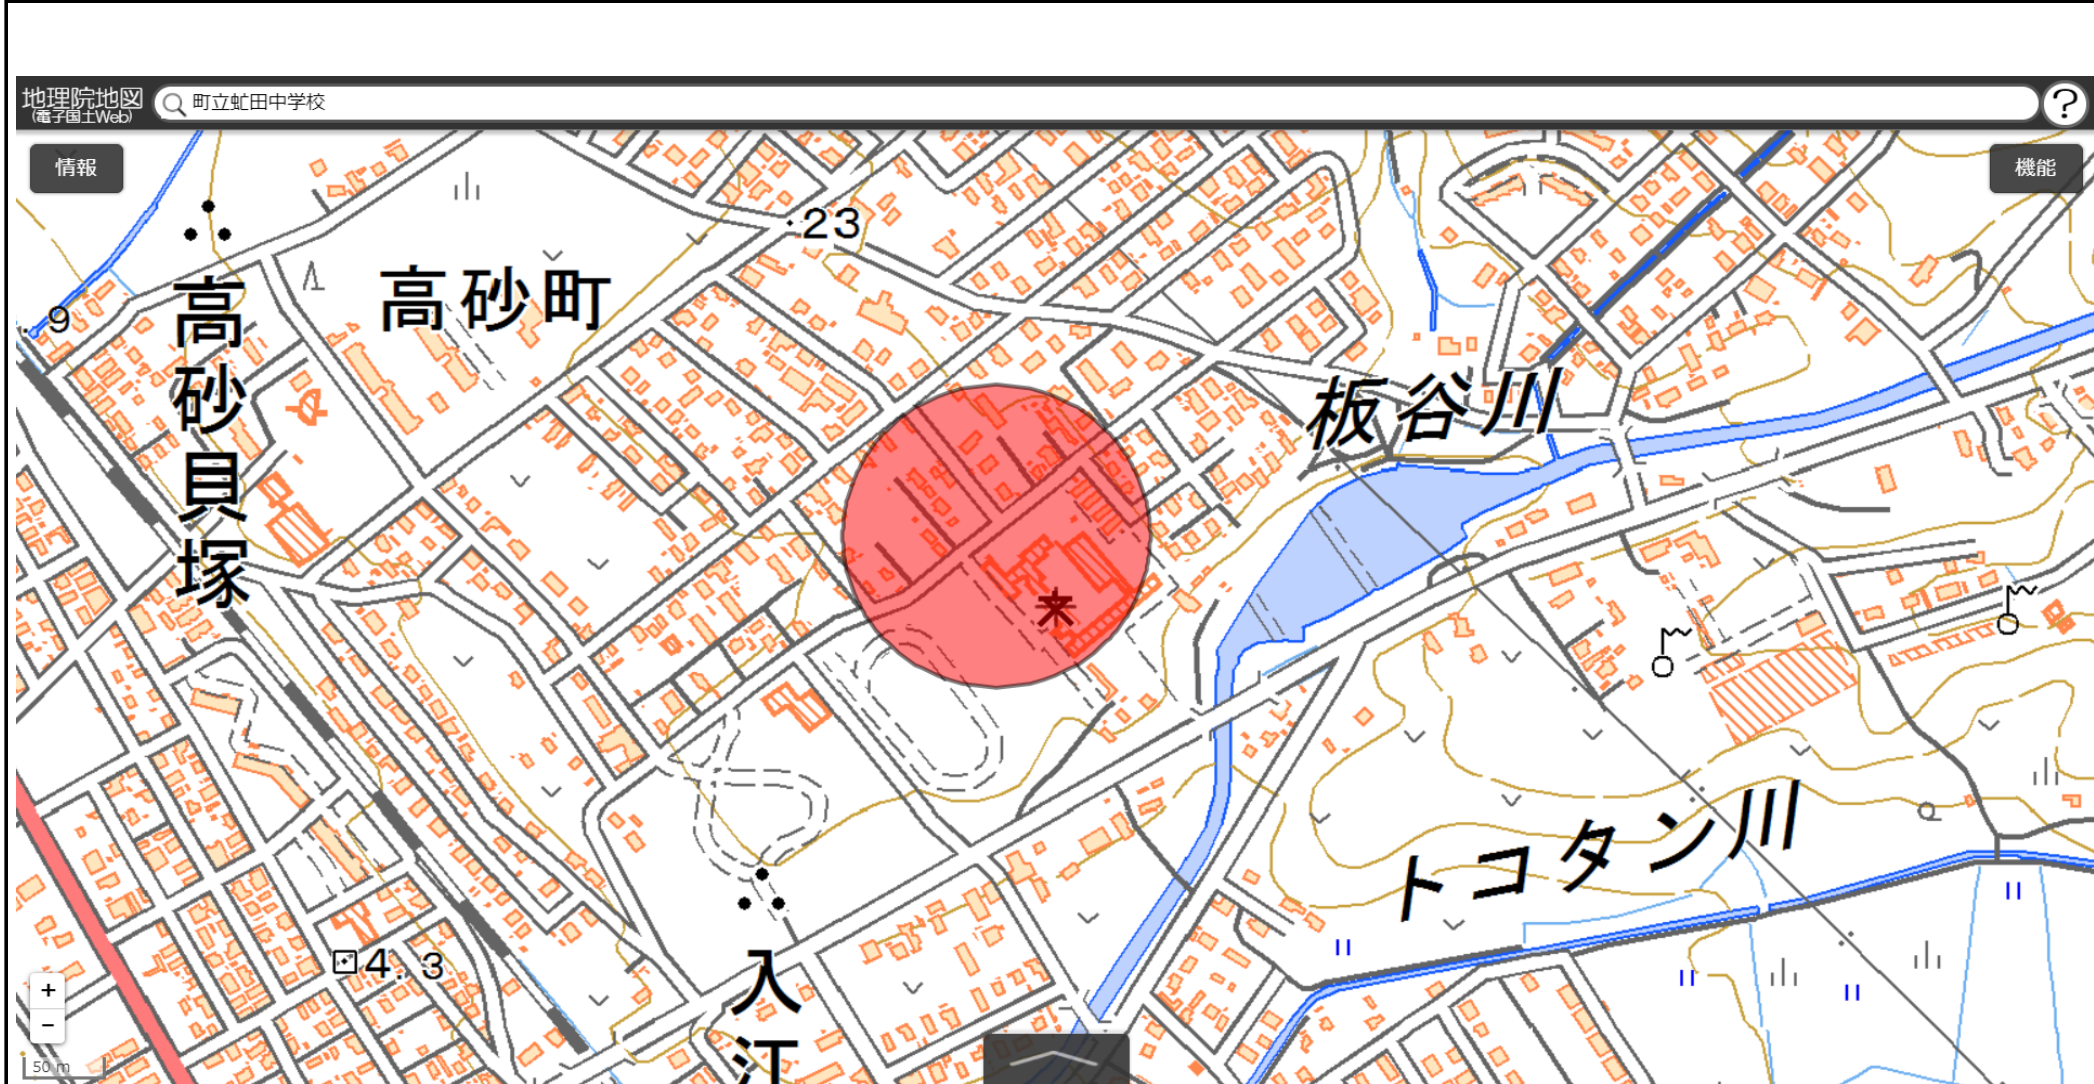 地理院地図
(電子国土Web)
町立虻田中学校
?
情報
機能
23
高砂町
高砂貝塚
.9
板谷川
文
トコタン川
4.3
入江
+
−
50 m